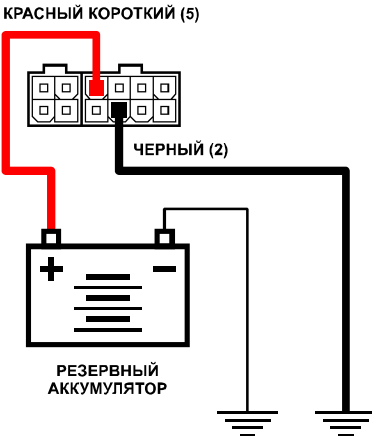 КРАСНЫЙ КОРОТКИЙ (5)
ЧЕРНЫЙ (2)
+ −
РЕЗЕРВНЫЙ
АККУМУЛЯТОР